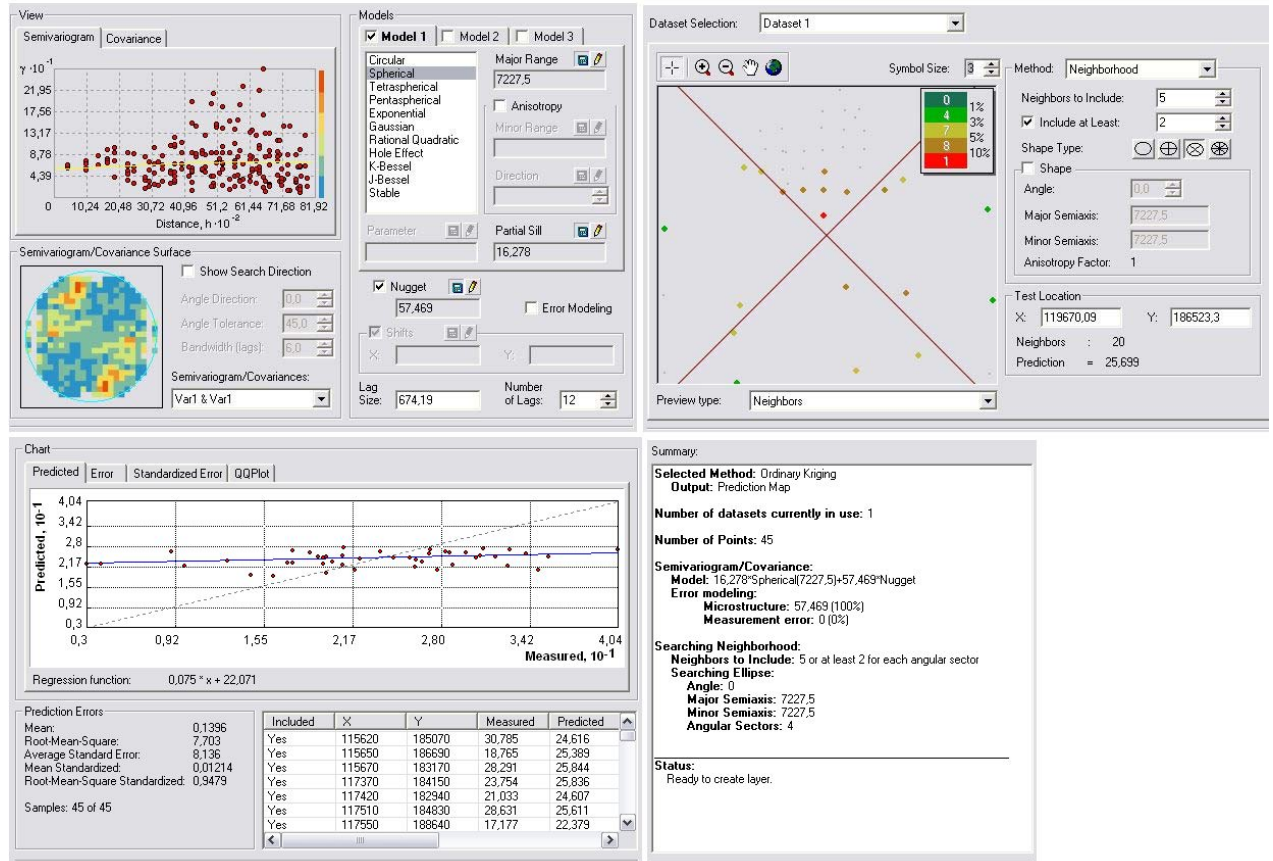 View
Semivariogram Covariance
γ·10⁻¹
21,95
17,56
13,17
8,78
4,39
0 10,24 20,48 30,72 40,96 51,2 61,44 71,68 81,92
Distance, h·10⁻²
Semivariogram/Covariance Surface
Show Search Direction
Angle Direction: 0,0
Angle Tolerance: 45,0
Bandwidth (lags): 6,0
Semivariogram/Covariances:
Var1 & Var1
Models
Model 1 Model 2 Model 3
Circular
Spherical
Tetraspherical
Pentaspherical
Exponential
Gaussian
Rational Quadratic
Hole Effect
K-Bessel
J-Bessel
Stable
Major Range
7227,5
Anisotropy
Minor Range
Direction
Parameter
Partial Sill
16,278
Nugget
57,469
Error Modeling
Shifts
X: Y:
Lag
Size: 674,19
Number
of Lags: 12
Dataset Selection: Dataset 1
Symbol Size: 3
0
4
7
8
1
1%
3%
5%
10%
Preview type: Neighbors
Method: Neighborhood
Neighbors to Include: 5
Include at Least: 2
Shape Type:
Shape
Angle: 0,0
Major Semiaxis: 7227,5
Minor Semiaxis: 7227,5
Anisotropy Factor: 1
Test Location
X: 119670,09 Y: 186523,3
Neighbors : 20
Prediction = 25,699
Chart
Predicted Error Standardized Error QQPlot
Predicted, 10⁻¹
4,04
3,42
2,8
2,17
1,55
0,92
0,3
0,3 0,92 1,55 2,17 2,80 3,42 4,04
Measured, 10⁻¹
Regression function: 0,075 * x + 22,071
Prediction Errors
Mean: 0,1396
Root-Mean-Square: 7,703
Average Standard Error: 8,136
Mean Standardized: 0,01214
Root-Mean-Square Standardized: 0,9479
Samples: 45 of 45
Included X Y Measured Predicted
Yes 115620 185070 30,785 24,616
Yes 115650 186690 18,765 25,389
Yes 115670 183170 28,291 25,844
Yes 117370 184150 23,754 25,836
Yes 117420 182940 21,033 24,607
Yes 117510 184830 28,631 25,611
Yes 117550 188640 17,177 22,379
Summary:
Selected Method: Ordinary Kriging
Output: Prediction Map
Number of datasets currently in use: 1
Number of Points: 45
Semivariogram/Covariance:
Model: 16,278*Spherical(7227,5)+57,469*Nugget
Error modeling:
Microstructure: 57,469 (100%)
Measurement error: 0 (0%)
Searching Neighborhood:
Neighbors to Include: 5 or at least 2 for each angular sector
Searching Ellipse:
Angle: 0
Major Semiaxis: 7227,5
Minor Semiaxis: 7227,5
Angular Sectors: 4
Status:
Ready to create layer.